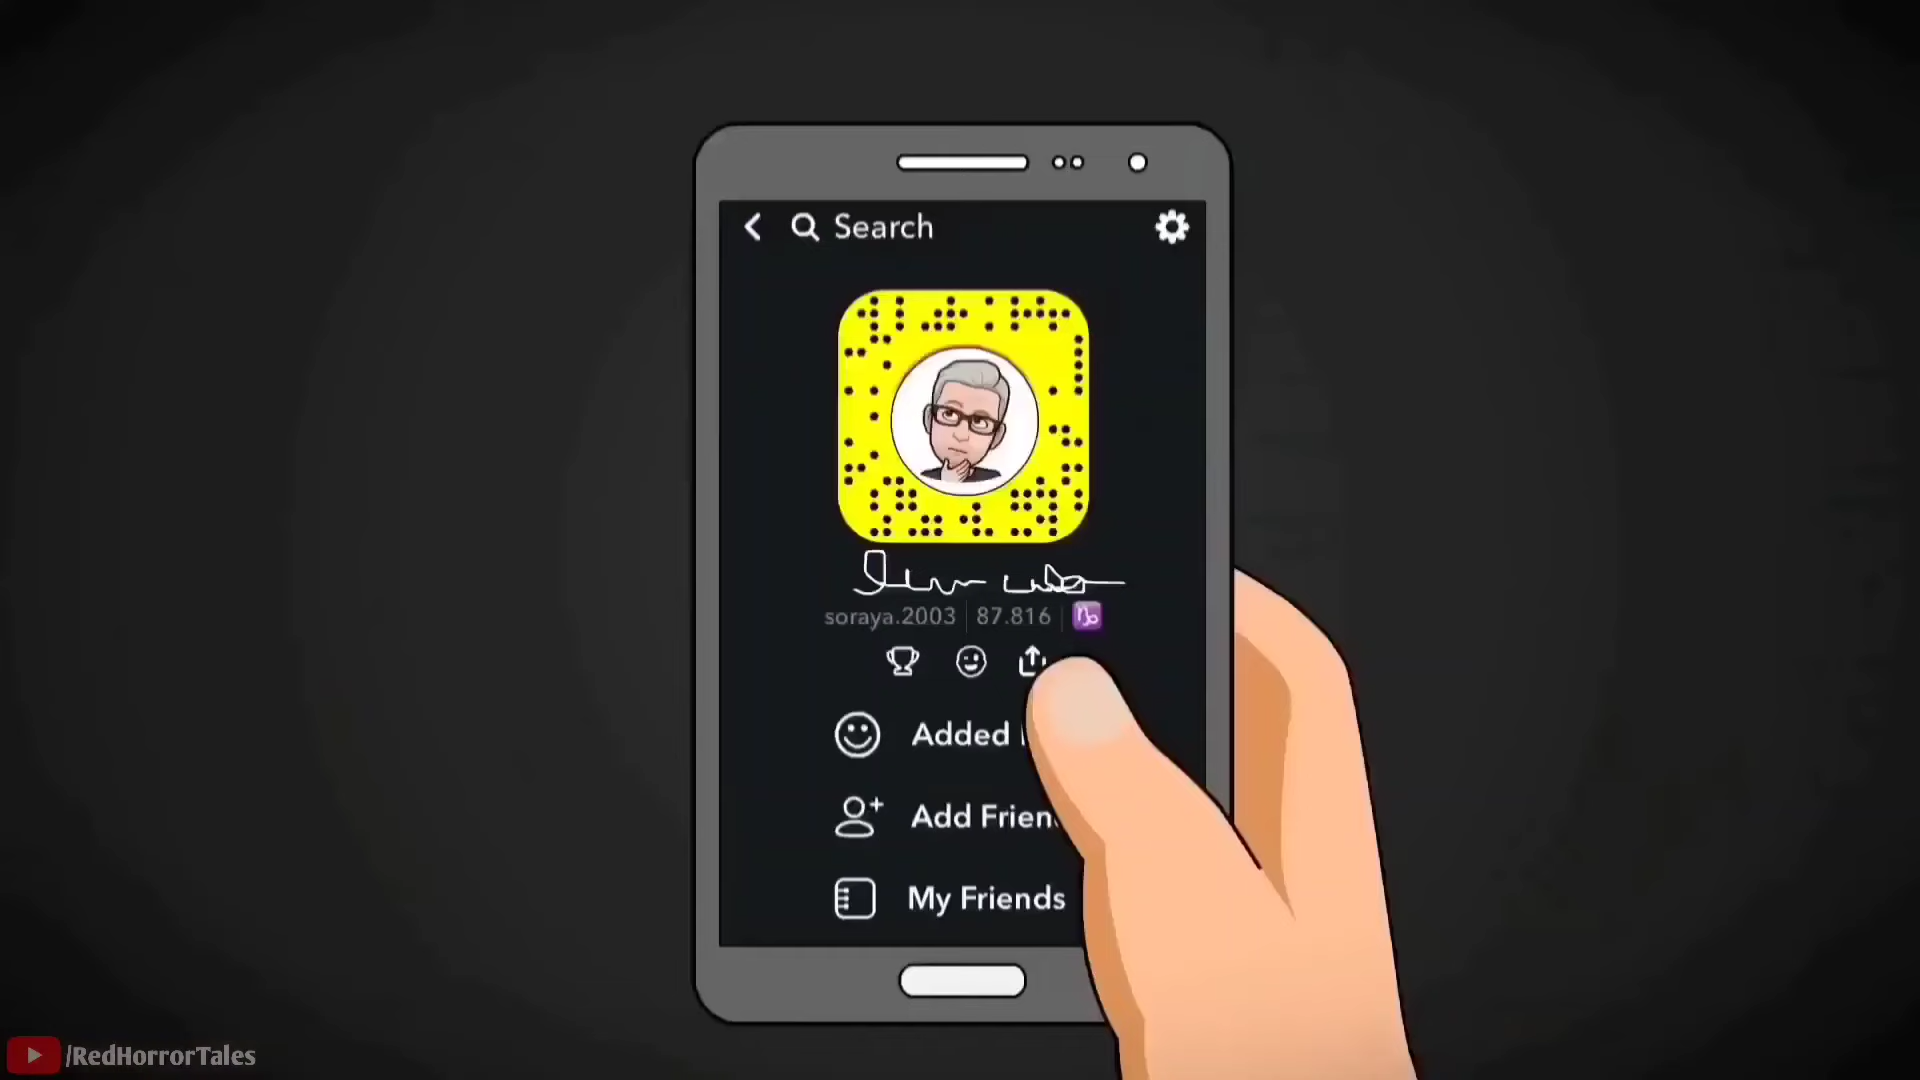 Search
soraya.2003 | 87.816
Added
Add Frien
My Friends
/RedHorrorTales